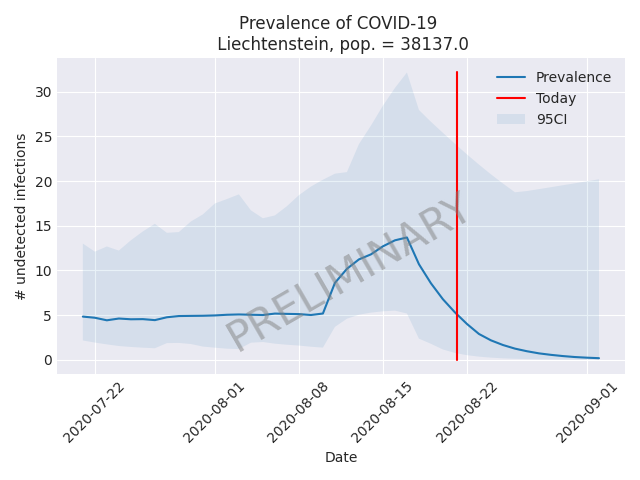 Prevalence of COVID-19
Liechtenstein, pop. = 38137.0
Prevalence
Today
95CI
# undetected infections
30
25
20
15
10
5
0
PRELIMINARY
2020-07-22
2020-08-01
2020-08-08
2020-08-15
2020-08-22
2020-09-01
Date